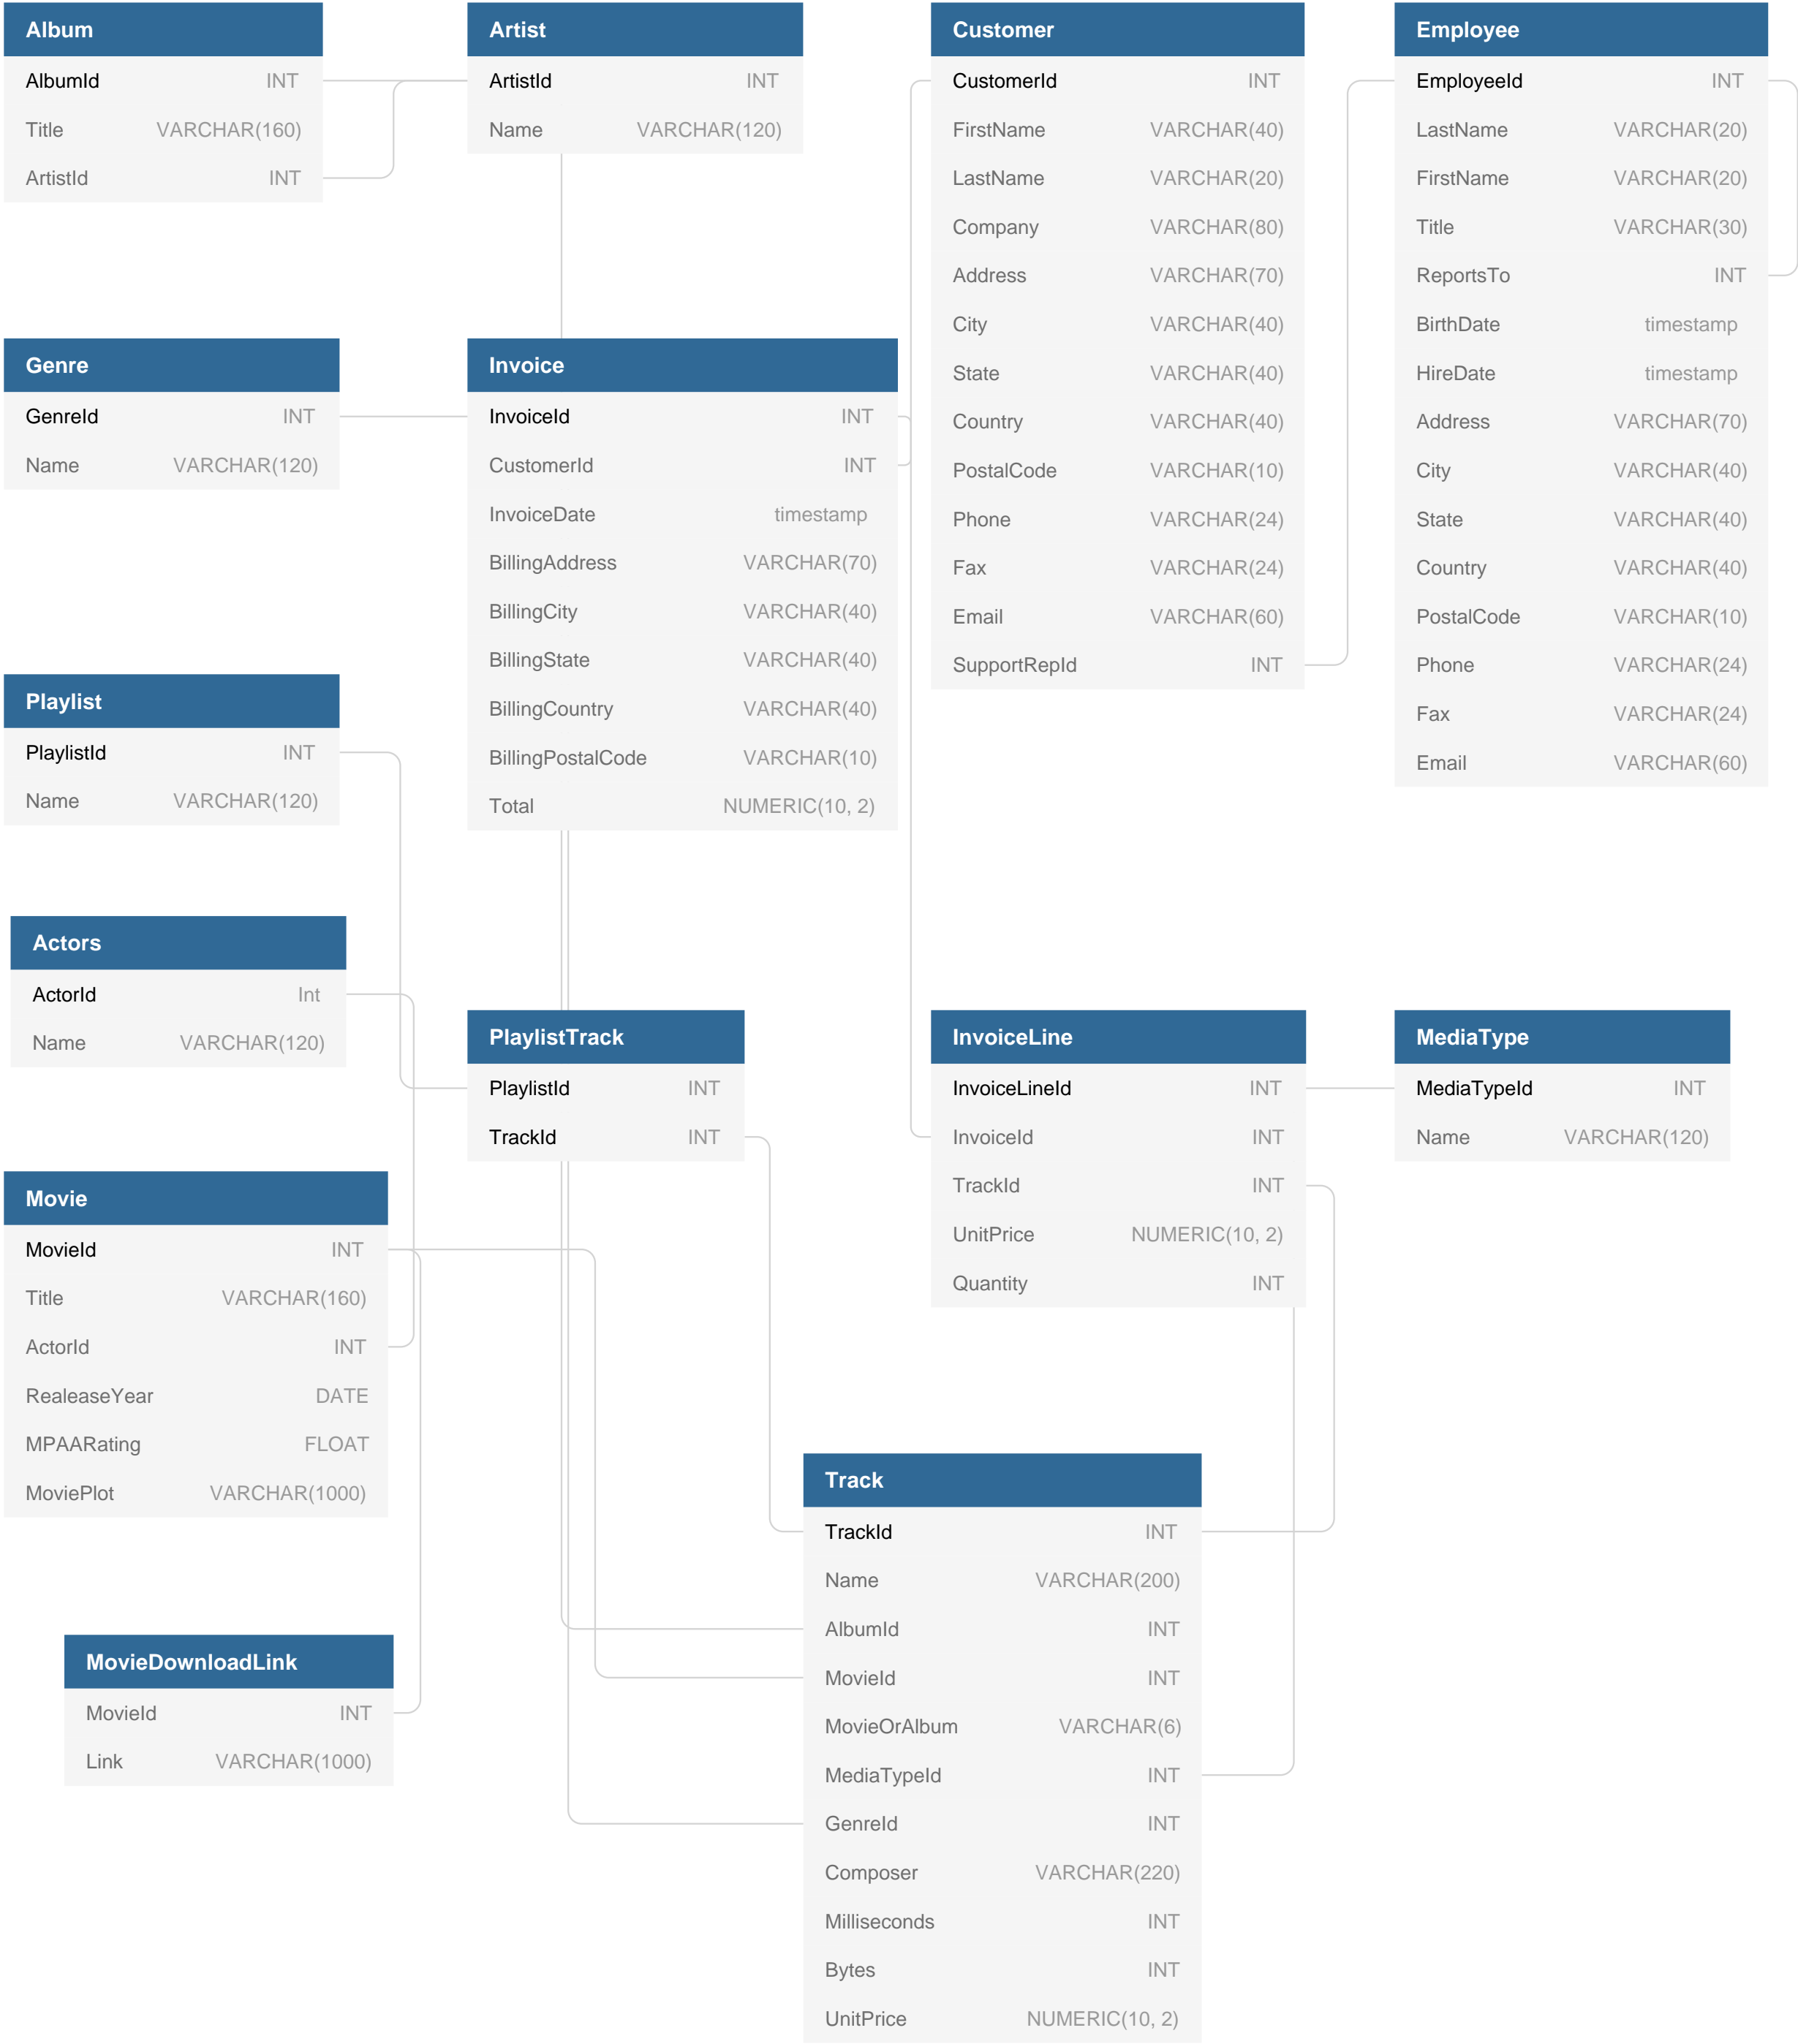 Album
AlbumId INT
Title VARCHAR(160)
ArtistId INT
Artist
ArtistId INT
Name VARCHAR(120)
Customer
CustomerId INT
FirstName VARCHAR(40)
LastName VARCHAR(20)
Company VARCHAR(80)
Address VARCHAR(70)
City VARCHAR(40)
State VARCHAR(40)
Country VARCHAR(40)
PostalCode VARCHAR(10)
Phone VARCHAR(24)
Fax VARCHAR(24)
Email VARCHAR(60)
SupportRepId INT
Employee
EmployeeId INT
LastName VARCHAR(20)
FirstName VARCHAR(20)
Title VARCHAR(30)
ReportsTo INT
BirthDate timestamp
HireDate timestamp
Address VARCHAR(70)
City VARCHAR(40)
State VARCHAR(40)
Country VARCHAR(40)
PostalCode VARCHAR(10)
Phone VARCHAR(24)
Fax VARCHAR(24)
Email VARCHAR(60)
Genre
GenreId INT
Name VARCHAR(120)
Invoice
InvoiceId INT
CustomerId INT
InvoiceDate timestamp
BillingAddress VARCHAR(70)
BillingCity VARCHAR(40)
BillingState VARCHAR(40)
BillingCountry VARCHAR(40)
BillingPostalCode VARCHAR(10)
Total NUMERIC(10, 2)
Playlist
PlaylistId INT
Name VARCHAR(120)
Actors
ActorId Int
Name VARCHAR(120)
PlaylistTrack
PlaylistId INT
TrackId INT
InvoiceLine
InvoiceLineId INT
InvoiceId INT
TrackId INT
UnitPrice NUMERIC(10, 2)
Quantity INT
MediaType
MediaTypeId INT
Name VARCHAR(120)
Movie
MovieId INT
Title VARCHAR(160)
ActorId INT
RealeaseYear DATE
MPAARating FLOAT
MoviePlot VARCHAR(1000)
Track
TrackId INT
Name VARCHAR(200)
AlbumId INT
MovieId INT
MovieOrAlbum VARCHAR(6)
MediaTypeId INT
GenreId INT
Composer VARCHAR(220)
Milliseconds INT
Bytes INT
UnitPrice NUMERIC(10, 2)
MovieDownloadLink
MovieId INT
Link VARCHAR(1000)